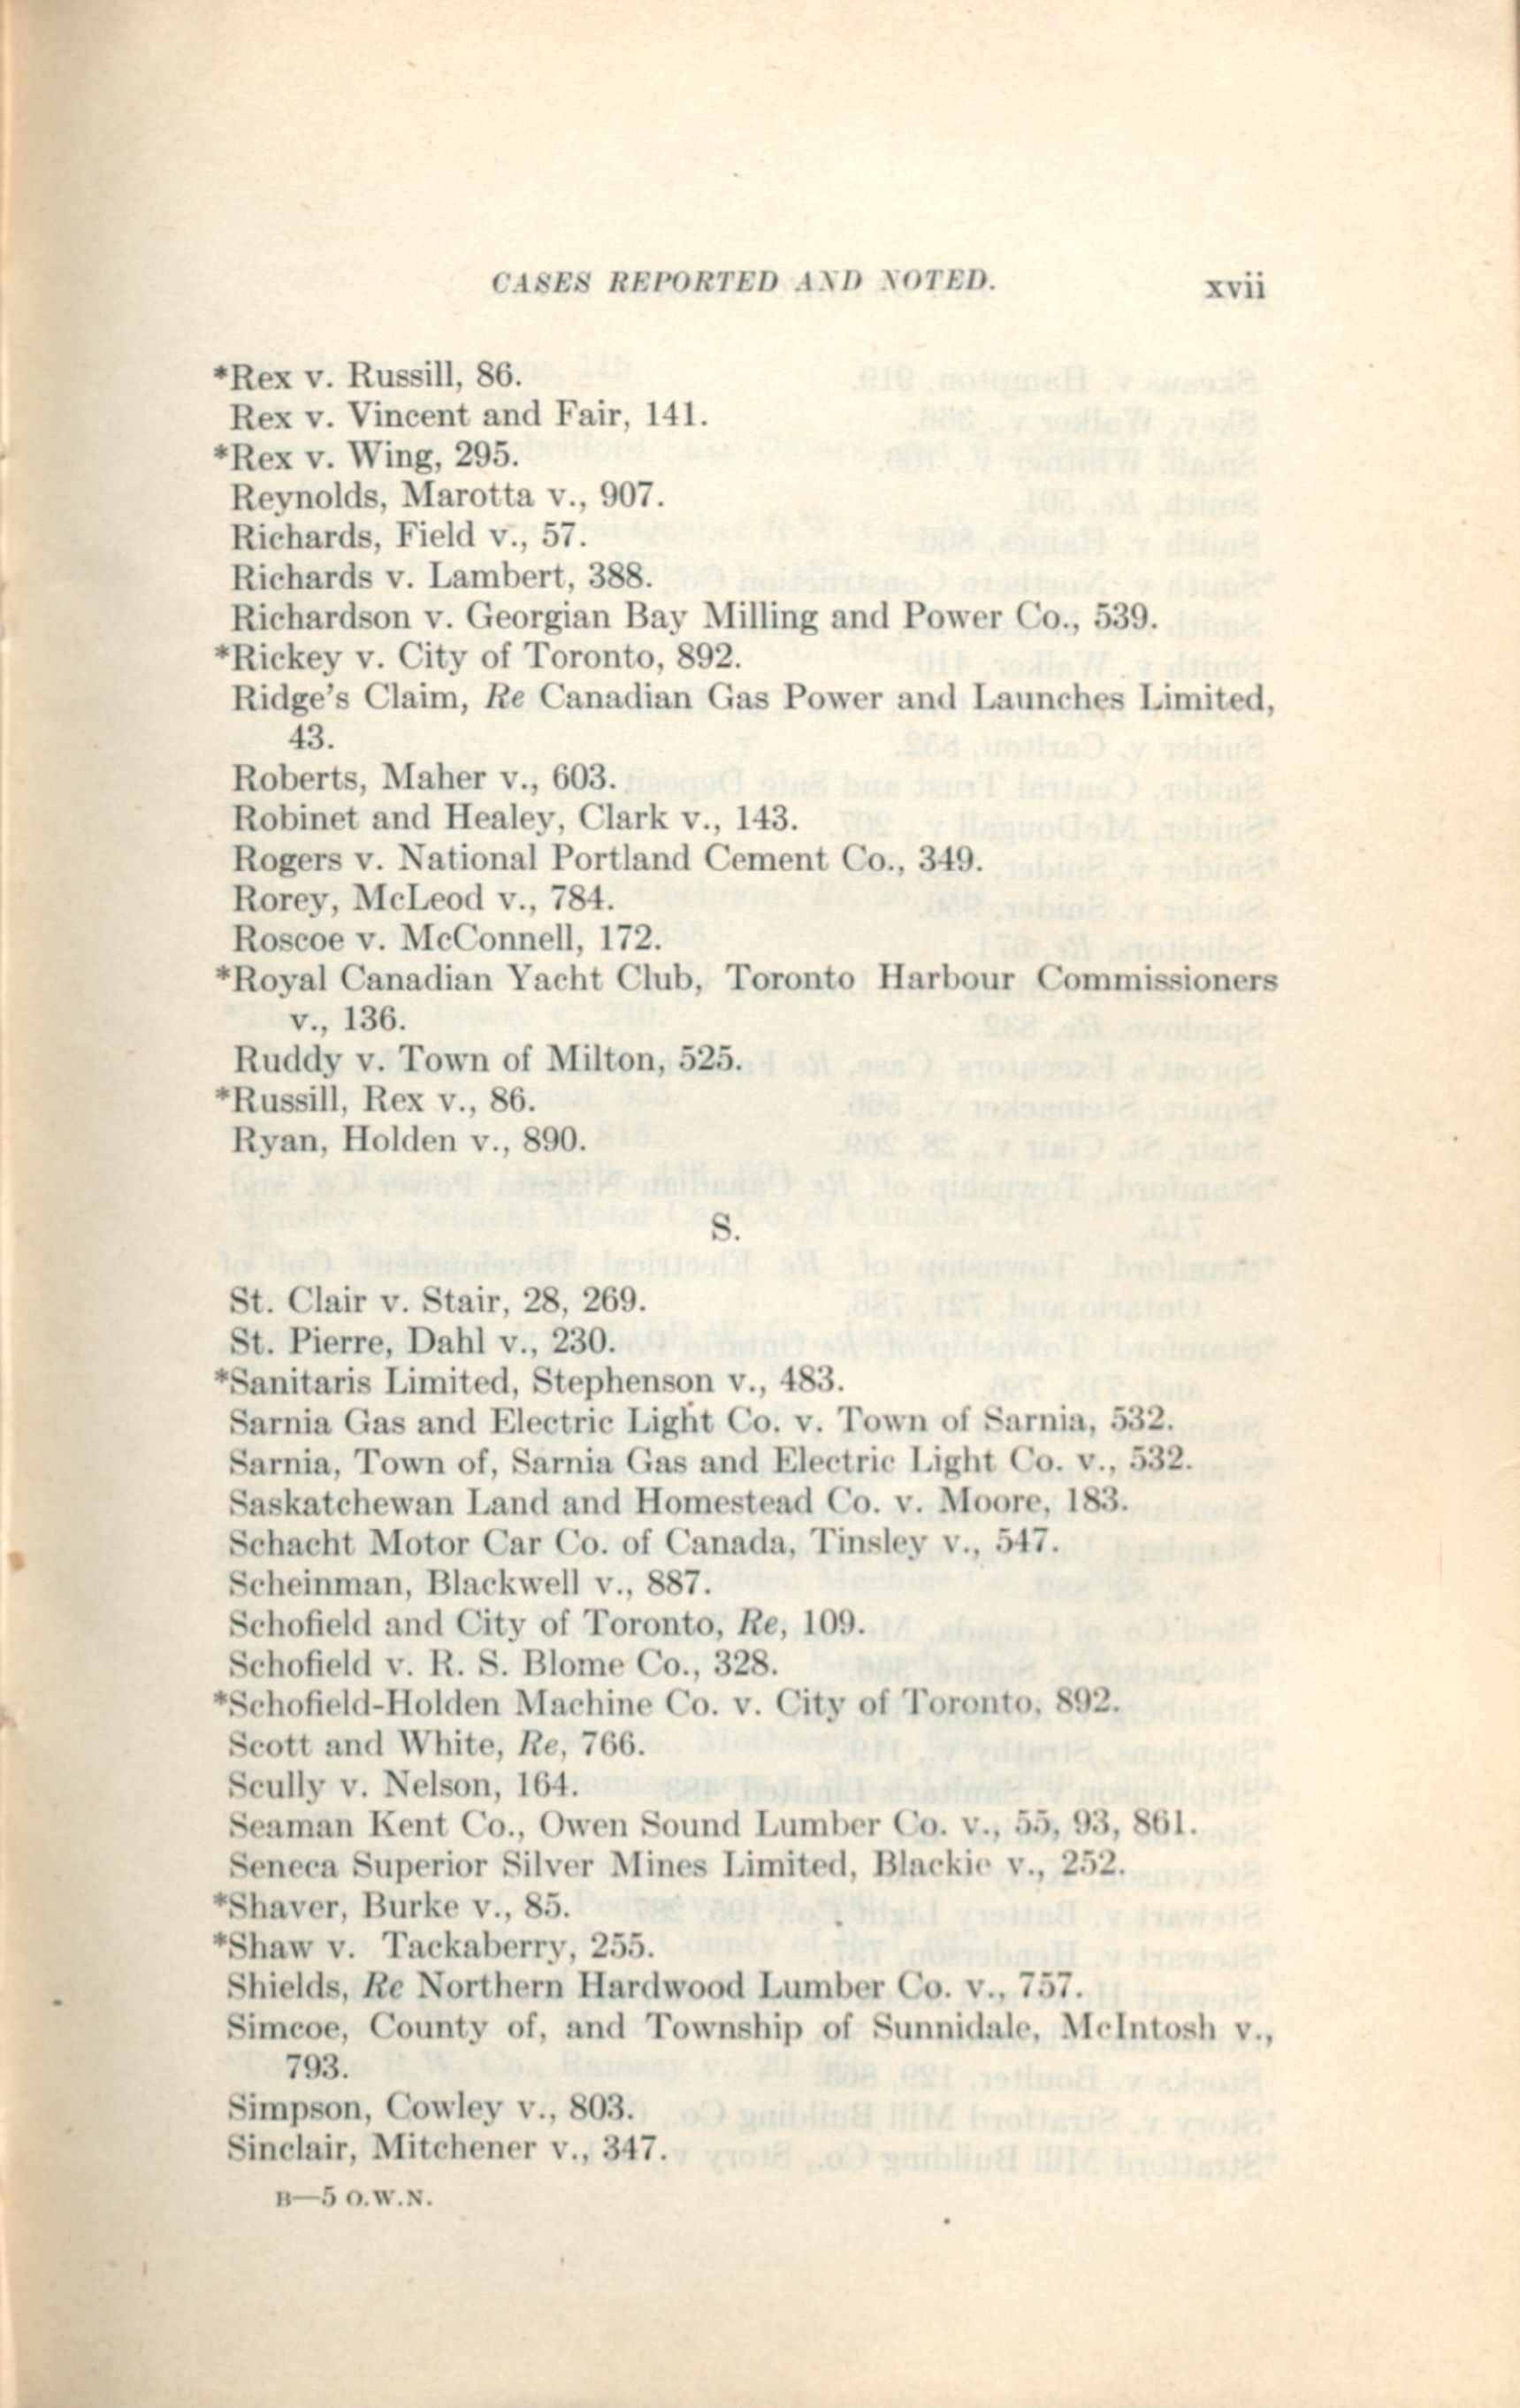 CASES REPORTED AND NOTED. xvii
*Rex v. Russill, 86.
Rex v. Vincent and Fair, 141.
*Rex v. Wing, 295.
Reynolds, Marotta v., 907.
Richards, Field v., 57.
Richards v. Lambert, 388.
Richardson v. Georgian Bay Milling and Power Co., 539.
*Rickey v. City of Toronto, 892.
Ridge's Claim, Re Canadian Gas Power and Launches Limited,
43.
Roberts, Maher v., 603.
Robinet and Healey, Clark v., 143.
Rogers v. National Portland Cement Co., 349.
Rorey, McLeod v., 784.
Roscoe v. McConnell, 172.
*Royal Canadian Yacht Club, Toronto Harbour Commissioners
v., 136.
Ruddy v. Town of Milton, 525.
*Russill, Rex v., 86.
Ryan, Holden v., 890.
S.
St. Clair v. Stair, 28, 269.
St. Pierre, Dahl v., 230.
*Sanitaris Limited, Stephenson v., 483.
Sarnia Gas and Electric Light Co. v. Town of Sarnia, 532.
Sarnia, Town of, Sarnia Gas and Electric Light Co. v., 532.
Saskatchewan Land and Homestead Co. v. Moore, 183.
Schacht Motor Car Co. of Canada, Tinsley v., 547.
Scheinman, Blackwell v., 887.
Schofield and City of Toronto, Re, 109.
Schofield v. R. S. Blome Co., 328.
*Schofield-Holden Machine Co. v. City of Toronto, 892.
Scott and White, Re, 766.
Scully v. Nelson, 164.
Seaman Kent Co., Owen Sound Lumber Co. v., 55, 93, 861.
Seneca Superior Silver Mines Limited, Blackie v., 252.
*Shaver, Burke v., 85.
*Shaw v. Tackaberry, 255.
Shields, Re Northern Hardwood Lumber Co. v., 757.
Simcoe, County of, and Township of Sunnidale, McIntosh v.,
793.
Simpson, Cowley v., 803.
Sinclair, Mitchener v., 347.
B—5 O.W.N.